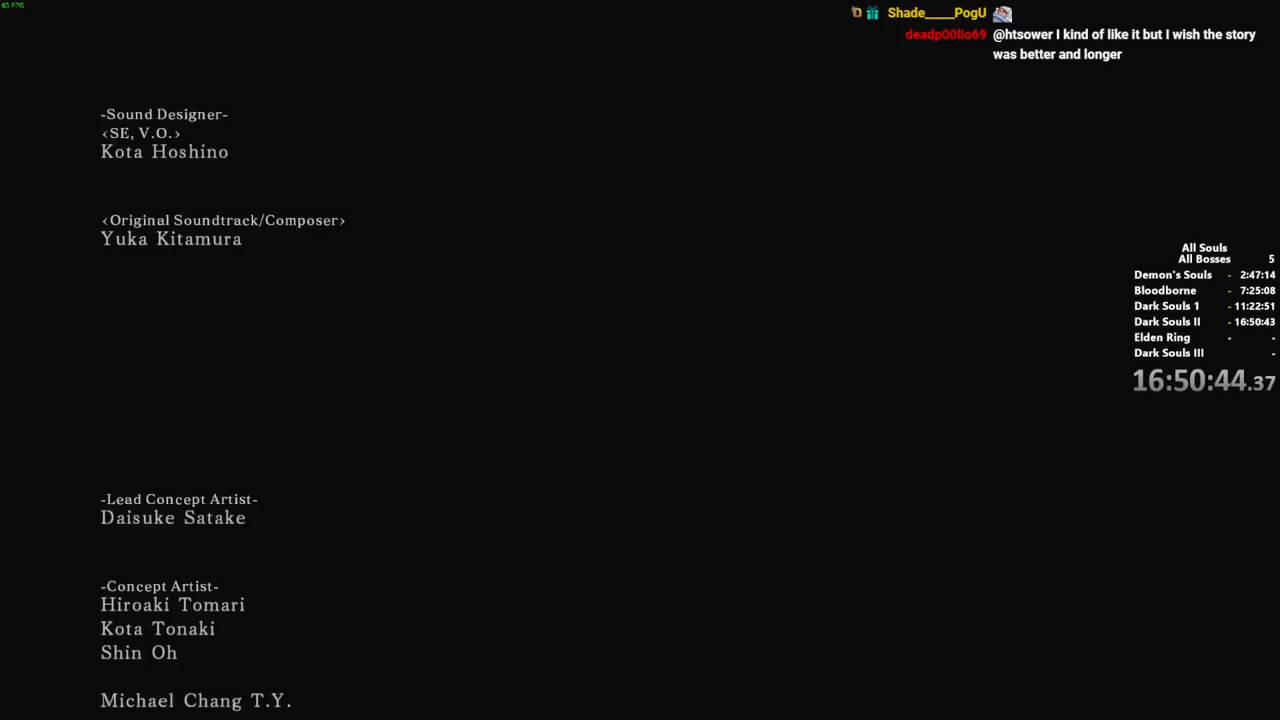 60 FPS
Shade_____PogU
deadp00lio69 @htsower I kind of like it but I wish the story
was better and longer
-Sound Designer-
<SE, V.O.>
Kota Hoshino
<Original Soundtrack/Composer>
Yuka Kitamura
All Souls
All Bosses 5
Demon's Souls - 2:47:14
Bloodborne - 7:25:08
Dark Souls 1 - 11:22:51
Dark Souls II - 16:50:43
Elden Ring - -
Dark Souls III -
16:50:44.37
-Lead Concept Artist-
Daisuke Satake
-Concept Artist-
Hiroaki Tomari
Kota Tonaki
Shin Oh
Michael Chang T.Y.